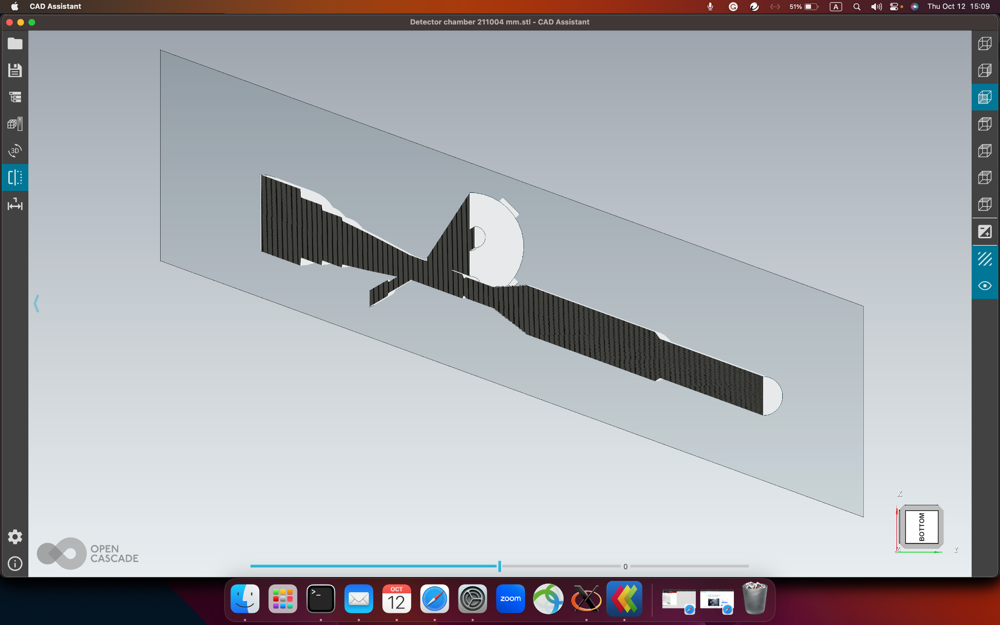 CAD Assistant
51%
A
Thu Oct 12 15:09
Detector chamber 211004 mm.stl - CAD Assistant
3D
X
BOTTOM
Z
Y
OPEN
CASCADE
0
>_
OCT
12
zoom